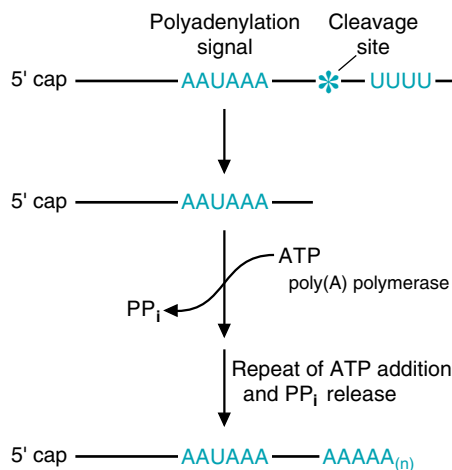 Polyadenylation
signal
Cleavage
site
5' cap AAUAAA * UUUU
5' cap AAUAAA
ATP
poly(A) polymerase
PPi
Repeat of ATP addition
and PPi release
5' cap AAUAAA AAAAA(n)